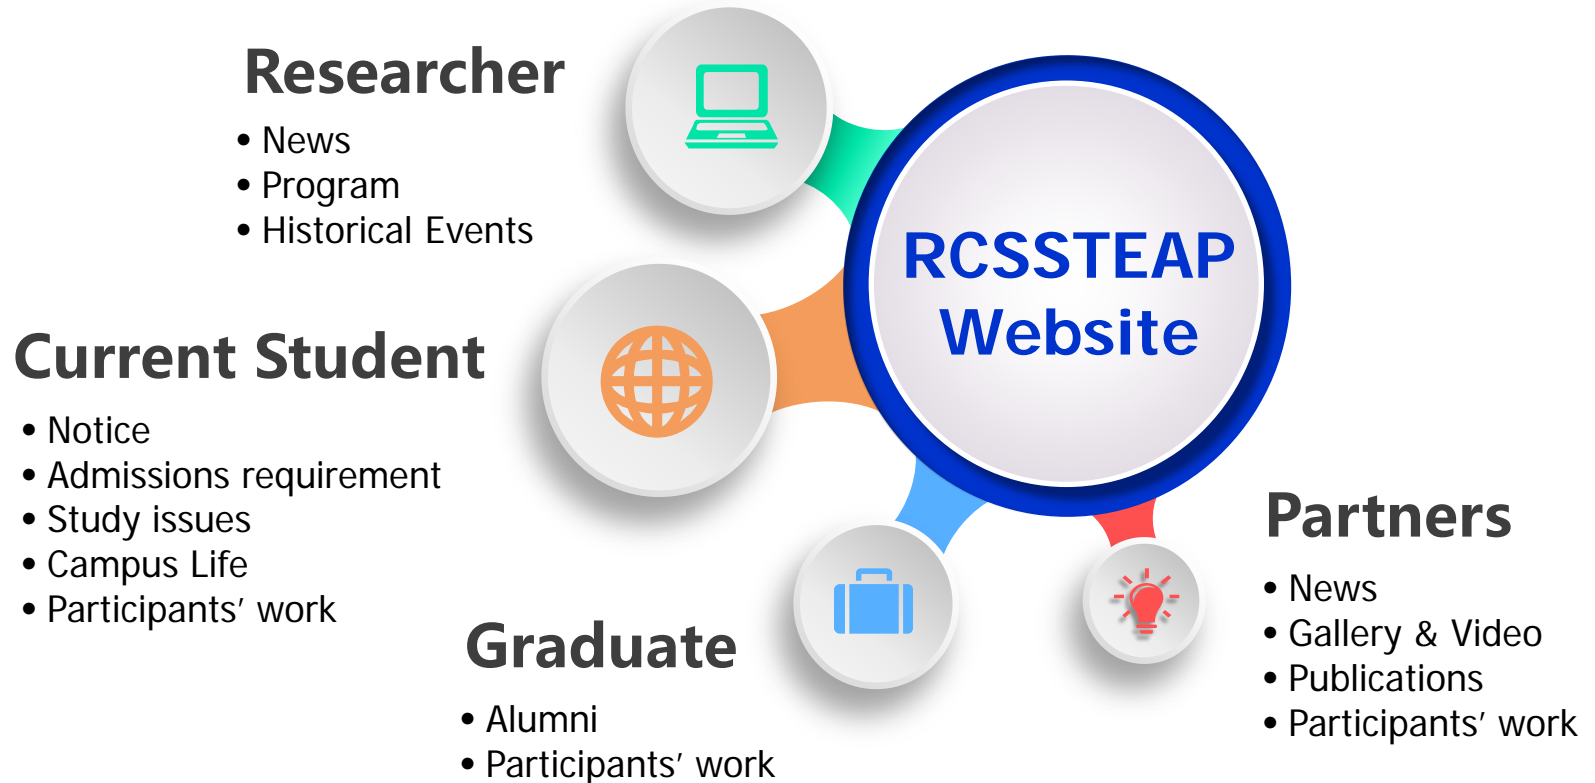 Researcher
• News
• Program
• Historical Events
RCSSTEAP
Website
Current Student
• Notice
• Admissions requirement
• Study issues
• Campus Life
• Participants’ work
Graduate
• Alumni
• Participants’ work
Partners
• News
• Gallery & Video
• Publications
• Participants’ work